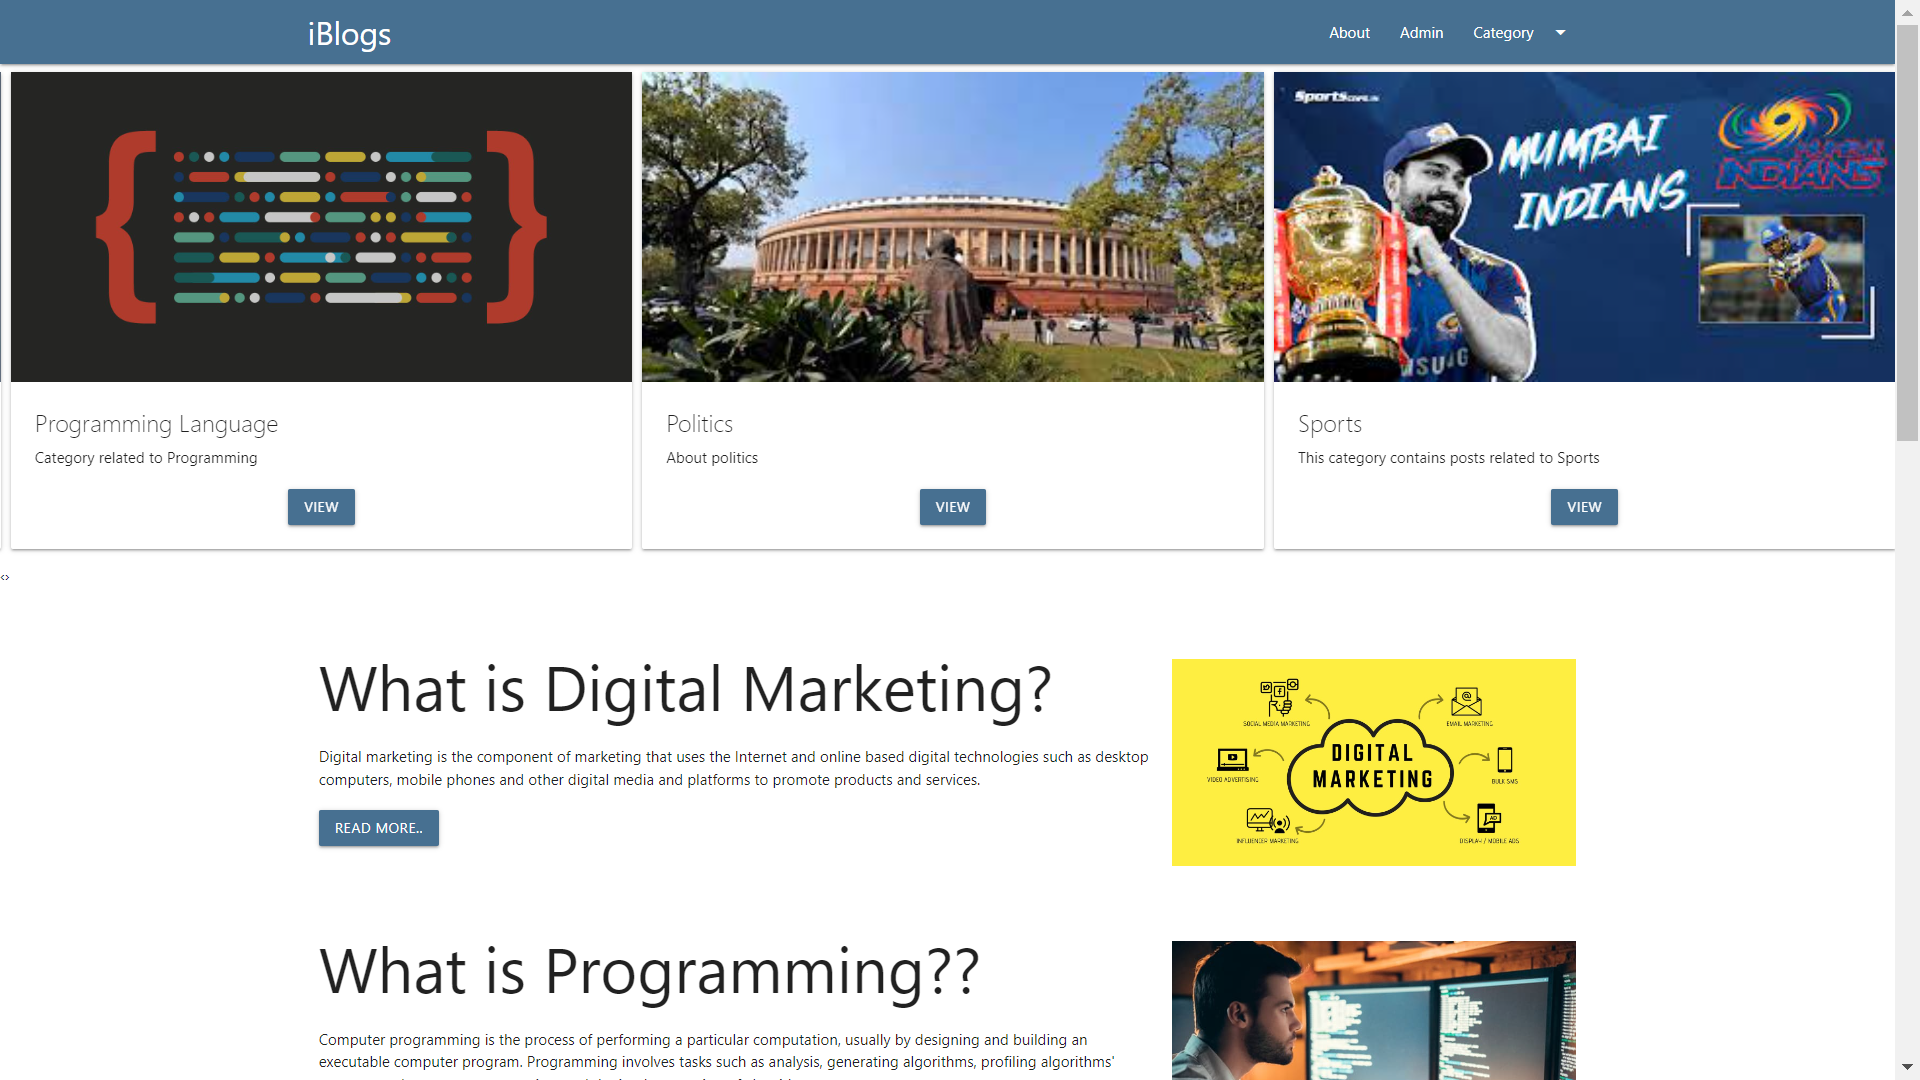 iBlogs
About
Admin
Category
Sports
MUMBAI
INDIANS
MUMBAI
INDIANS
SAMSUNG
Programming Language
Category related to Programming
VIEW
Politics
About politics
VIEW
Sports
This category contains posts related to Sports
VIEW
‹›
What is Digital Marketing?
Digital marketing is the component of marketing that uses the Internet and online based digital technologies such as desktop
computers, mobile phones and other digital media and platforms to promote products and services.
READ MORE..
SOCIAL MEDIA MARKETING
EMAIL MARKETING
VIDEO ADVERTISING
DIGITAL
MARKETING
BULK SMS
INFLUENCER MARKETING
AD
DISPLAY / MOBILE ADS
What is Programming??
Computer programming is the process of performing a particular computation, usually by designing and building an
executable computer program. Programming involves tasks such as analysis, generating algorithms, profiling algorithms'